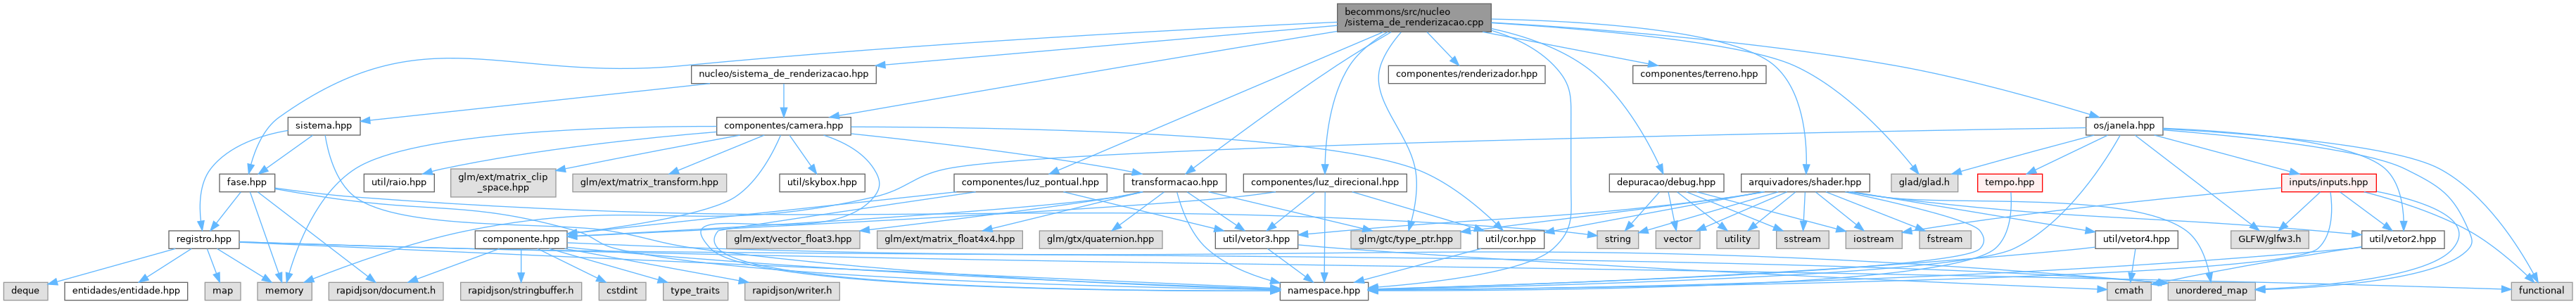 becommons/src/nucleo
/sistema_de_renderizacao.cpp
nucleo/sistema_de_renderizacao.hpp
componentes/renderizador.hpp
componentes/terreno.hpp
sistema.hpp
componentes/camera.hpp
os/janela.hpp
fase.hpp
util/raio.hpp
glm/ext/matrix_clip
_space.hpp
glm/ext/matrix_transform.hpp
util/skybox.hpp
componentes/luz_pontual.hpp
transformacao.hpp
componentes/luz_direcional.hpp
depuracao/debug.hpp
arquivadores/shader.hpp
glad/glad.h
tempo.hpp
inputs/inputs.hpp
registro.hpp
componente.hpp
glm/ext/vector_float3.hpp
glm/ext/matrix_float4x4.hpp
glm/gtx/quaternion.hpp
util/vetor3.hpp
glm/gtc/type_ptr.hpp
util/cor.hpp
string
vector
utility
sstream
iostream
fstream
util/vetor4.hpp
GLFW/glfw3.h
util/vetor2.hpp
deque
entidades/entidade.hpp
map
memory
rapidjson/document.h
rapidjson/stringbuffer.h
cstdint
type_traits
rapidjson/writer.h
namespace.hpp
cmath
unordered_map
functional